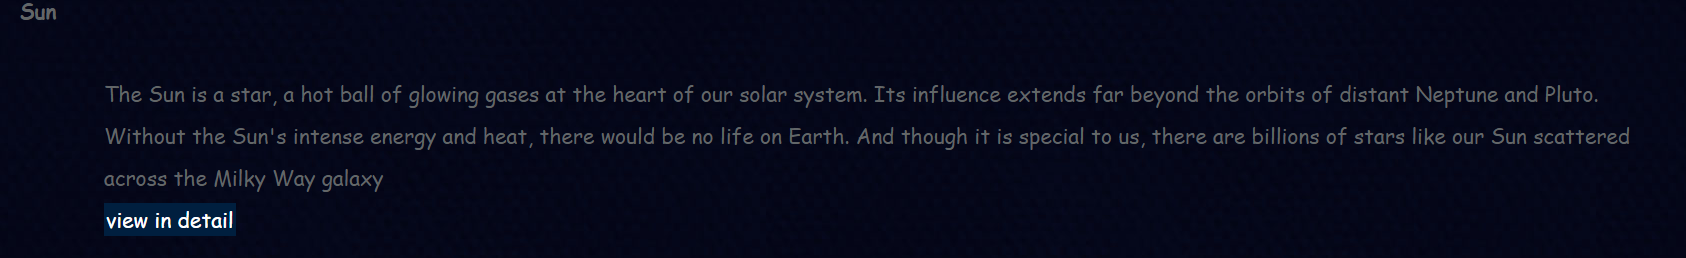 Sun
The Sun is a star, a hot ball of glowing gases at the heart of our solar system. Its influence extends far beyond the orbits of distant Neptune and Pluto.
Without the Sun's intense energy and heat, there would be no life on Earth. And though it is special to us, there are billions of stars like our Sun scattered
across the Milky Way galaxy
view in detail